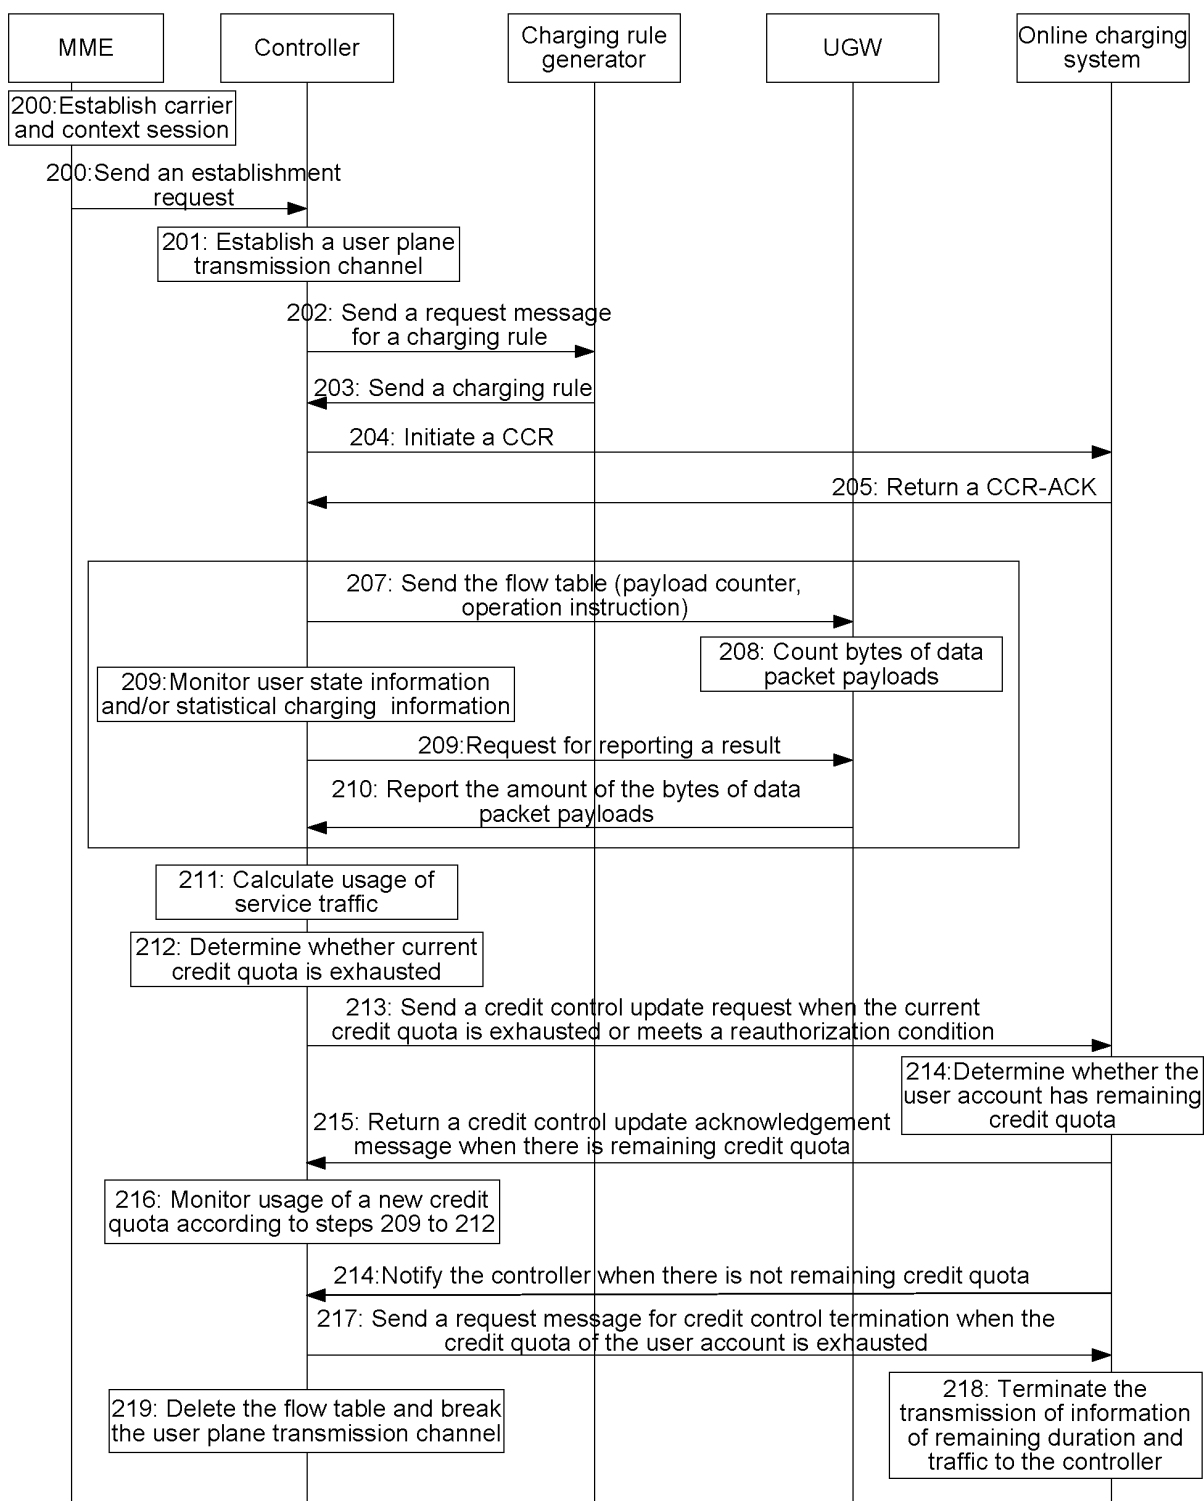 MME
Controller
Charging rule
generator
UGW
Online charging
system
200:Establish carrier
and context session
200:Send an establishment
request
201: Establish a user plane
transmission channel
202: Send a request message
for a charging rule
203: Send a charging rule
204: Initiate a CCR
205: Return a CCR-ACK
207: Send the flow table (payload counter,
operation instruction)
208: Count bytes of data
packet payloads
209:Monitor user state information
and/or statistical charging information
209:Request for reporting a result
210: Report the amount of the bytes of data
packet payloads
211: Calculate usage of
service traffic
212: Determine whether current
credit quota is exhausted
213: Send a credit control update request when the current
credit quota is exhausted or meets a reauthorization condition
214:Determine whether the
user account has remaining
credit quota
215: Return a credit control update acknowledgement
message when there is remaining credit quota
216: Monitor usage of a new credit
quota according to steps 209 to 212
214:Notify the controller when there is not remaining credit quota
217: Send a request message for credit control termination when the
credit quota of the user account is exhausted
218: Terminate the
transmission of information
of remaining duration and
traffic to the controller
219: Delete the flow table and break
the user plane transmission channel